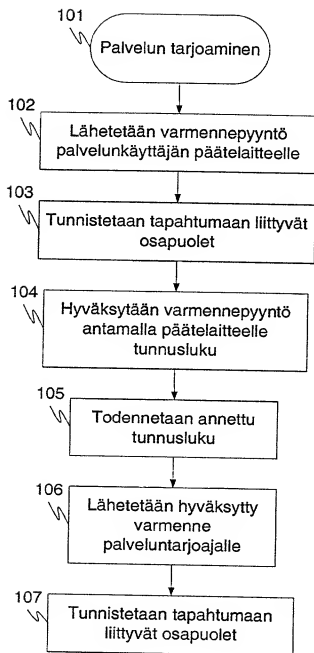 101
Palvelun tarjoaminen
102
Lähetetään varmennepyyntö
palvelunkäyttäjän päätelaitteelle
103
Tunnistetaan tapahtumaan liittyvät
osapuolet
104
Hyväksytään varmennepyyntö
antamalla päätelaitteelle
tunnusluku
105
Todennetaan annettu
tunnusluku
106
Lähetetään hyväksytty
varmenne
palveluntarjoajalle
107
Tunnistetaan tapahtumaan
liittyvät osapuolet